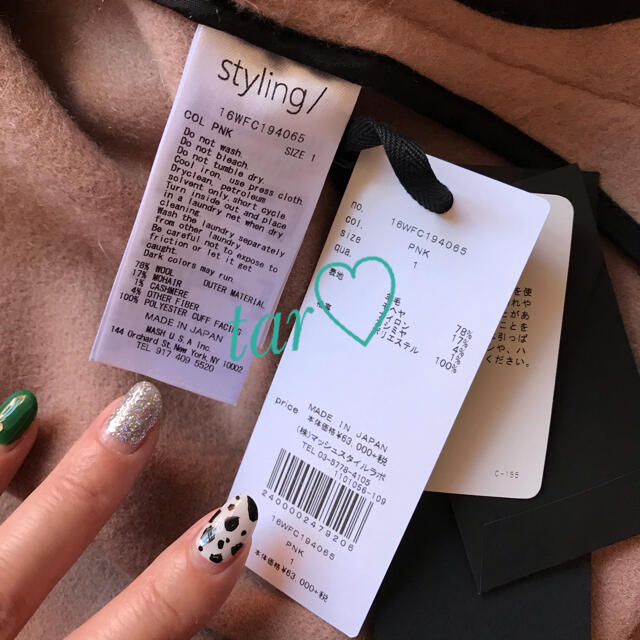 styling/
16WFC194065
COL PNK
SIZE 1
Do not wash
Do not bleach
Do not tumble dry
Cool iron, use press cloth
Dryclean, petroleum
solvent only, short cycle
Turn inside out and place
in a laundry net when dry
cleaning.
Wash the laundry separately
from other laundry.
Be careful not to expose to
friction or let it get
caught.
Dark colors may run.
OUTER MATERIAL
78% WOOL
17% MOHAIR
1% CASHMERE
4% OTHER FIBER
CUFF FACING
100% POLYESTER
MADE IN JAPAN
MASH U.S.A Inc.
144 Orchard St, New York, NY 10002
TEL 917 409 5520
no. 16WFC194065
col. PNK
size 1
qua.
表地
毛 78%
17%
100%
tar♡
price
MADE IN JAPAN
本体価格¥63,000+税
(株)マッシュスタイルラボ
TEL 03-5778-4105
1101056-109
2400002479206
16WFC194065
PNK
1
本体価格¥63,000+税
C-155